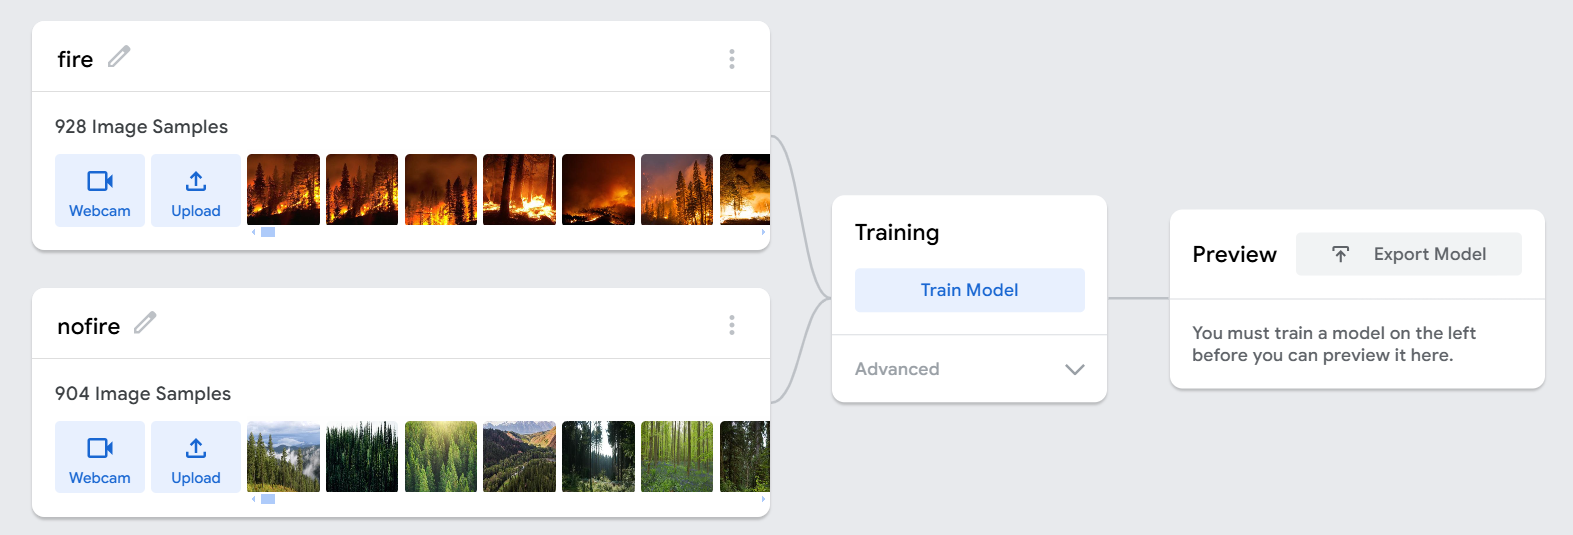 fire
928 Image Samples
Webcam
Upload
nofire
904 Image Samples
Webcam
Upload
Training
Train Model
Advanced
Preview
Export Model
You must train a model on the left
before you can preview it here.